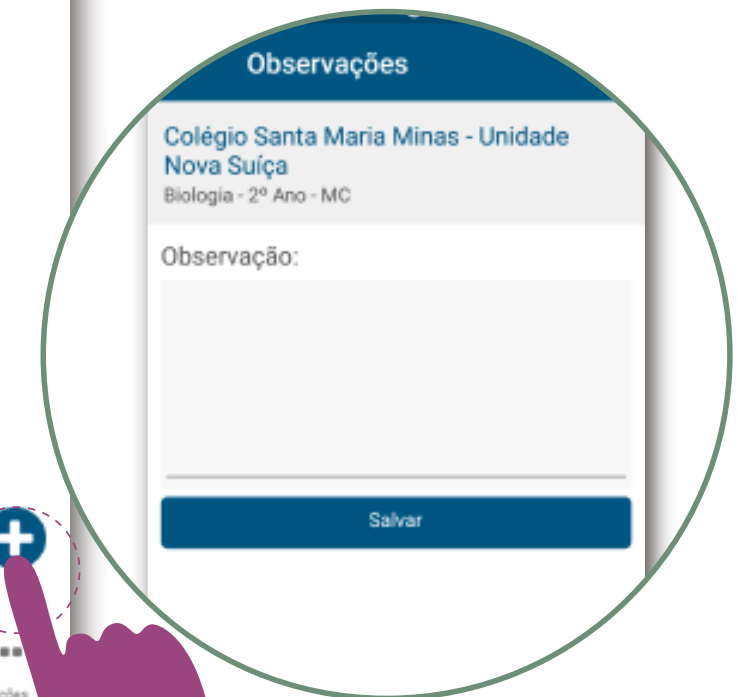 Observações
Colégio Santa Maria Minas - Unidade
Nova Suíça
Biologia - 2º Ano - MC
Observação:
Salvar